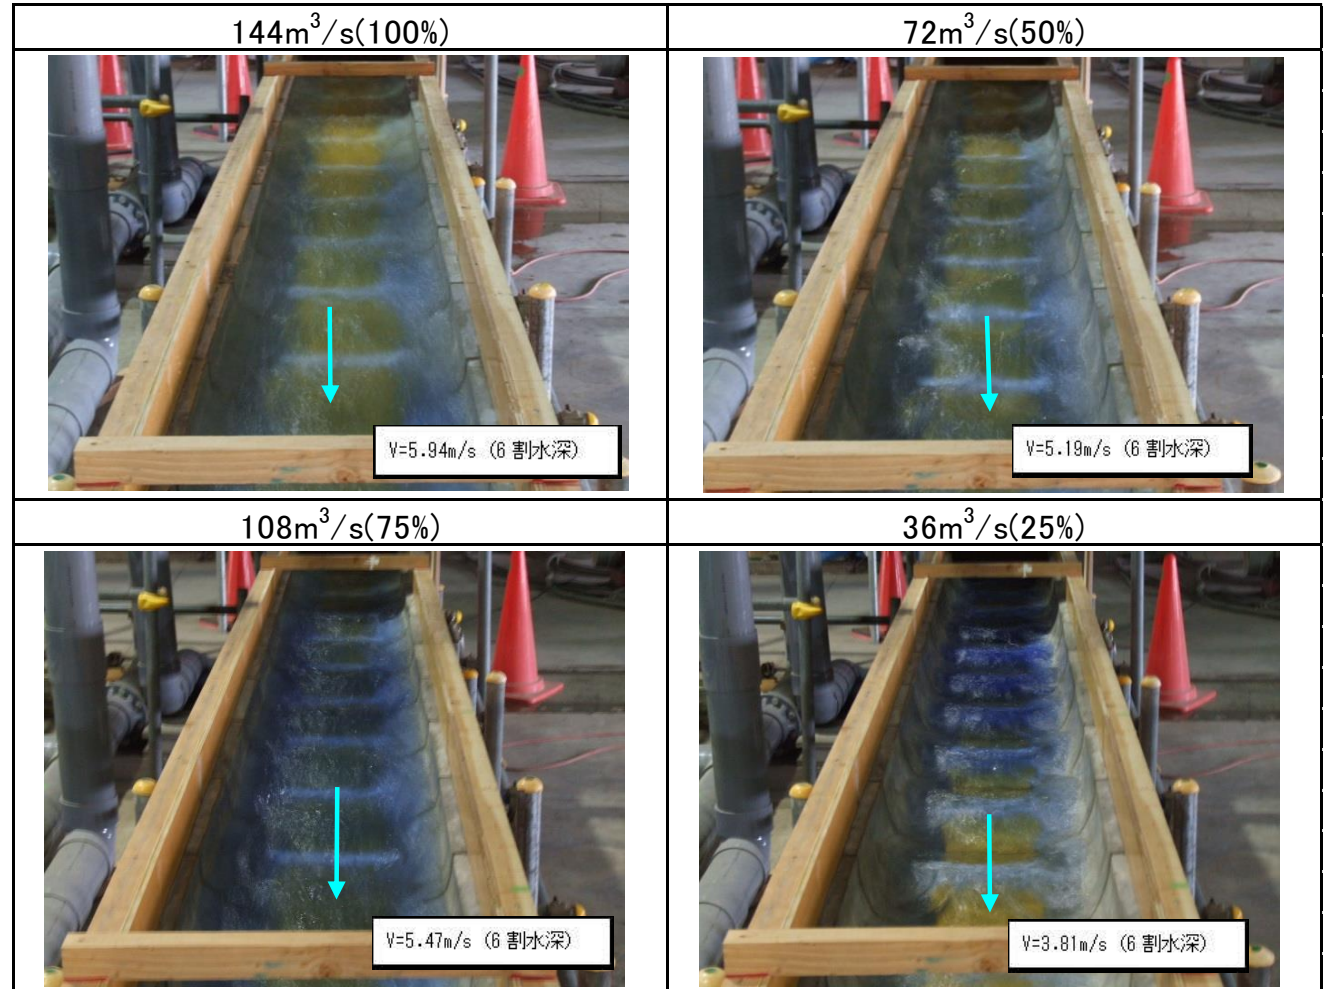 144m³/s(100%)
72m³/s(50%)
V=5.94m/s (6割水深)
V=5.19m/s (6割水深)
108m³/s(75%)
36m³/s(25%)
V=5.47m/s (6割水深)
V=3.81m/s (6割水深)